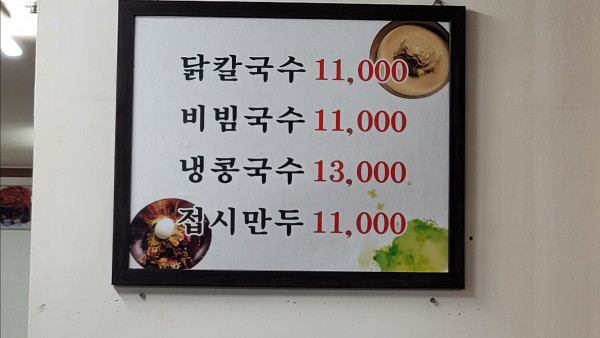 닭칼국수 11,000
비빔국수 11,000
냉콩국수 13,000
접시만두 11,000